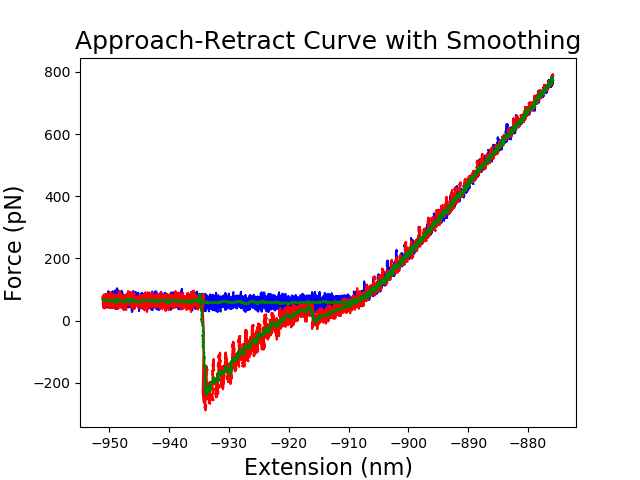 Approach-Retract Curve with Smoothing
800
600
400
200
0
−200
Force (pN)
−950 −940 −930 −920 −910 −900 −890 −880
Extension (nm)